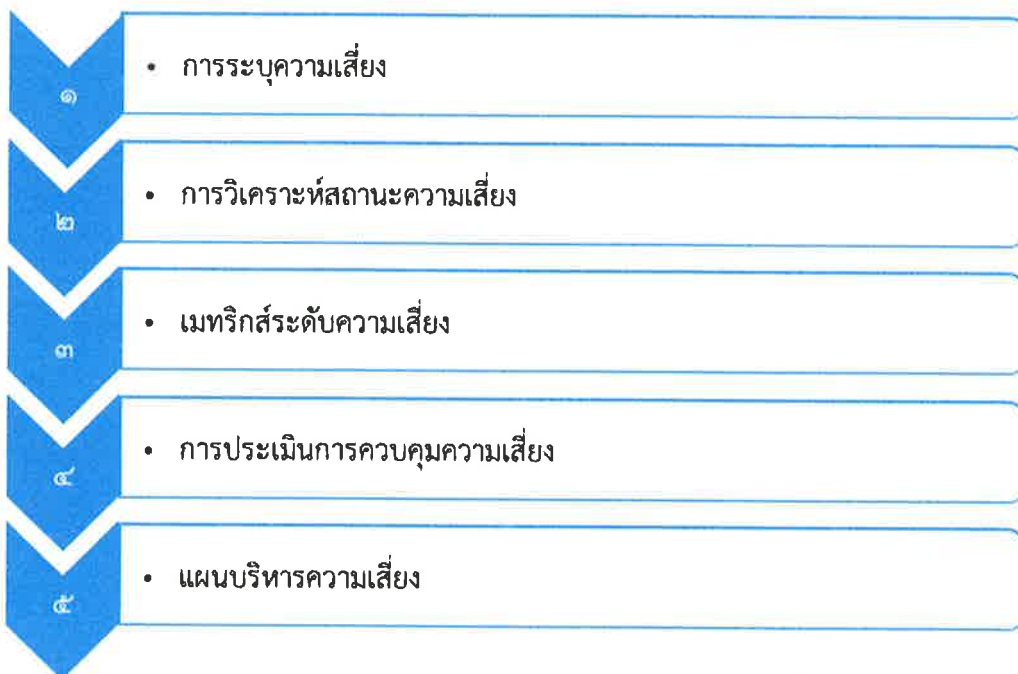 ๑
• การระบุความเสี่ยง
๒
• การวิเคราะห์สถานะความเสี่ยง
๓
• เมทริกส์ระดับความเสี่ยง
๔
• การประเมินการควบคุมความเสี่ยง
๕
• แผนบริหารความเสี่ยง